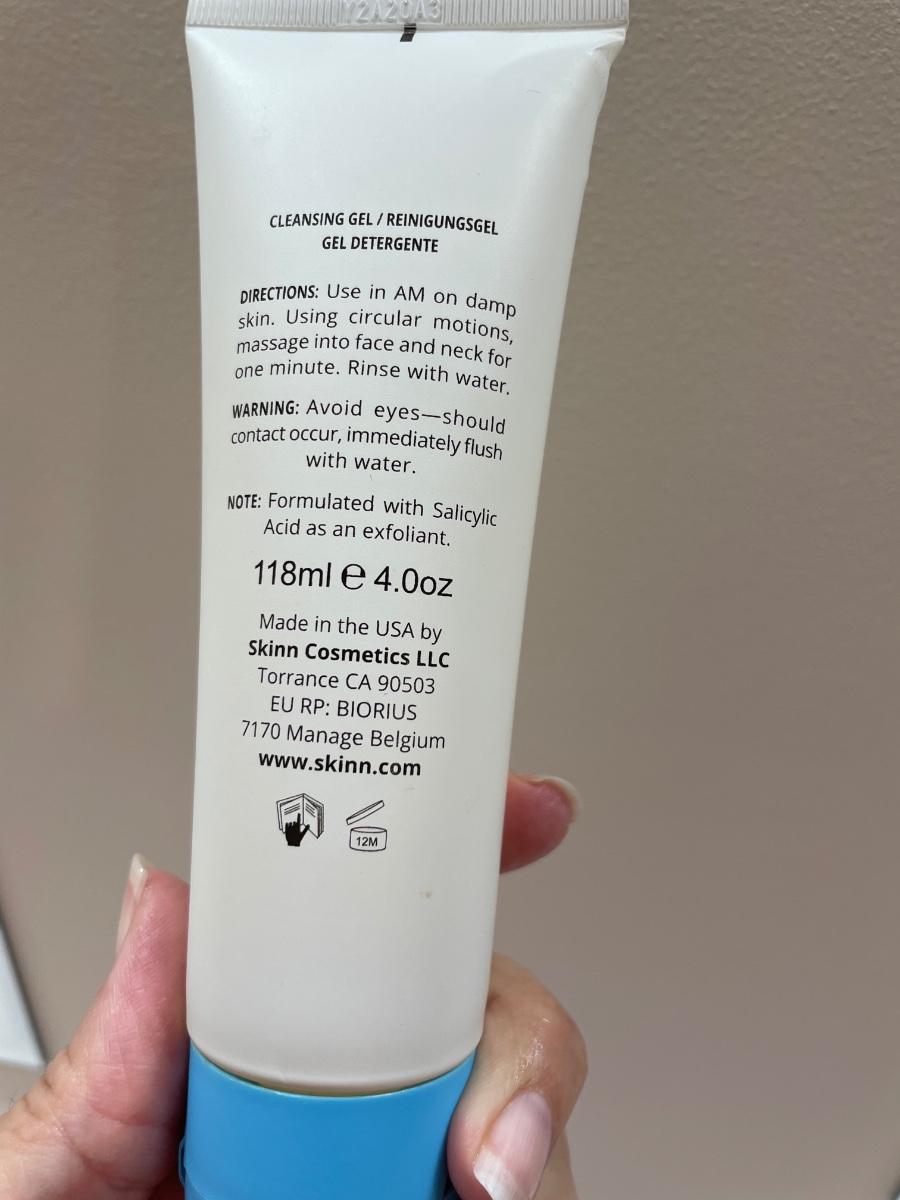 Y2A20A3
CLEANSING GEL / REINIGUNGSGEL
GEL DETERGENTE
DIRECTIONS: Use in AM on damp
skin. Using circular motions,
massage into face and neck for
one minute. Rinse with water.
WARNING: Avoid eyes—should
contact occur, immediately flush
with water.
NOTE: Formulated with Salicylic
Acid as an exfoliant.
118ml ℮ 4.0oz
Made in the USA by
Skinn Cosmetics LLC
Torrance CA 90503
EU RP: BIORIUS
7170 Manage Belgium
www.skinn.com
12M